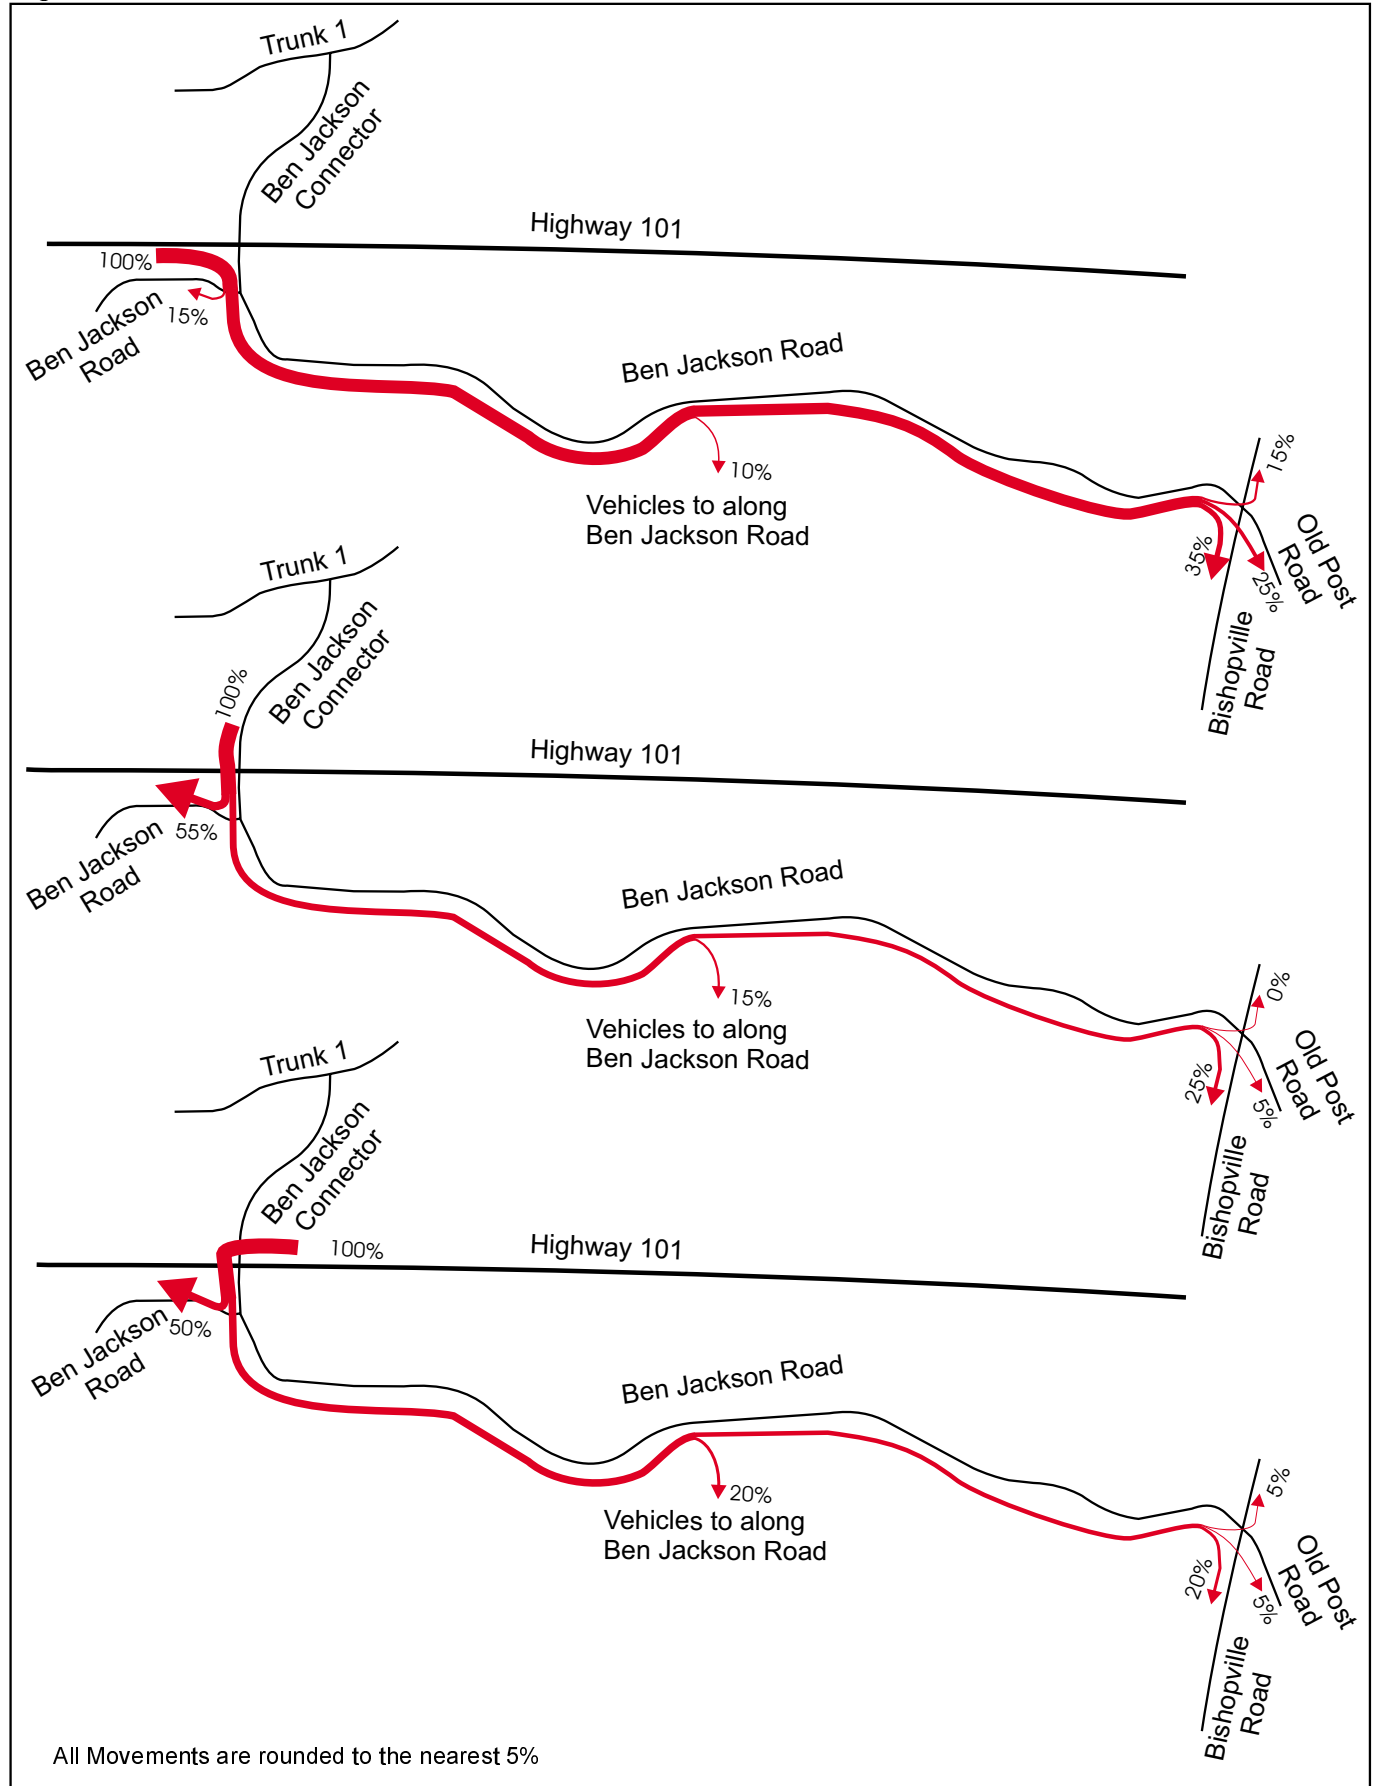 Trunk 1
Ben Jackson
Connector
Highway 101
100%
15%
Ben Jackson
Road
Ben Jackson Road
10%
Vehicles to along
Ben Jackson Road
15%
35%
25%
Old Post
Road
Bishopville
Road
Trunk 1
Ben Jackson
Connector
100%
Highway 101
55%
Ben Jackson
Road
Ben Jackson Road
15%
Vehicles to along
Ben Jackson Road
0%
25%
5%
Old Post
Road
Bishopville
Road
Trunk 1
Ben Jackson
Connector
100%
Highway 101
50%
Ben Jackson
Road
Ben Jackson Road
20%
Vehicles to along
Ben Jackson Road
5%
20%
5%
Old Post
Road
Bishopville
Road
All Movements are rounded to the nearest 5%